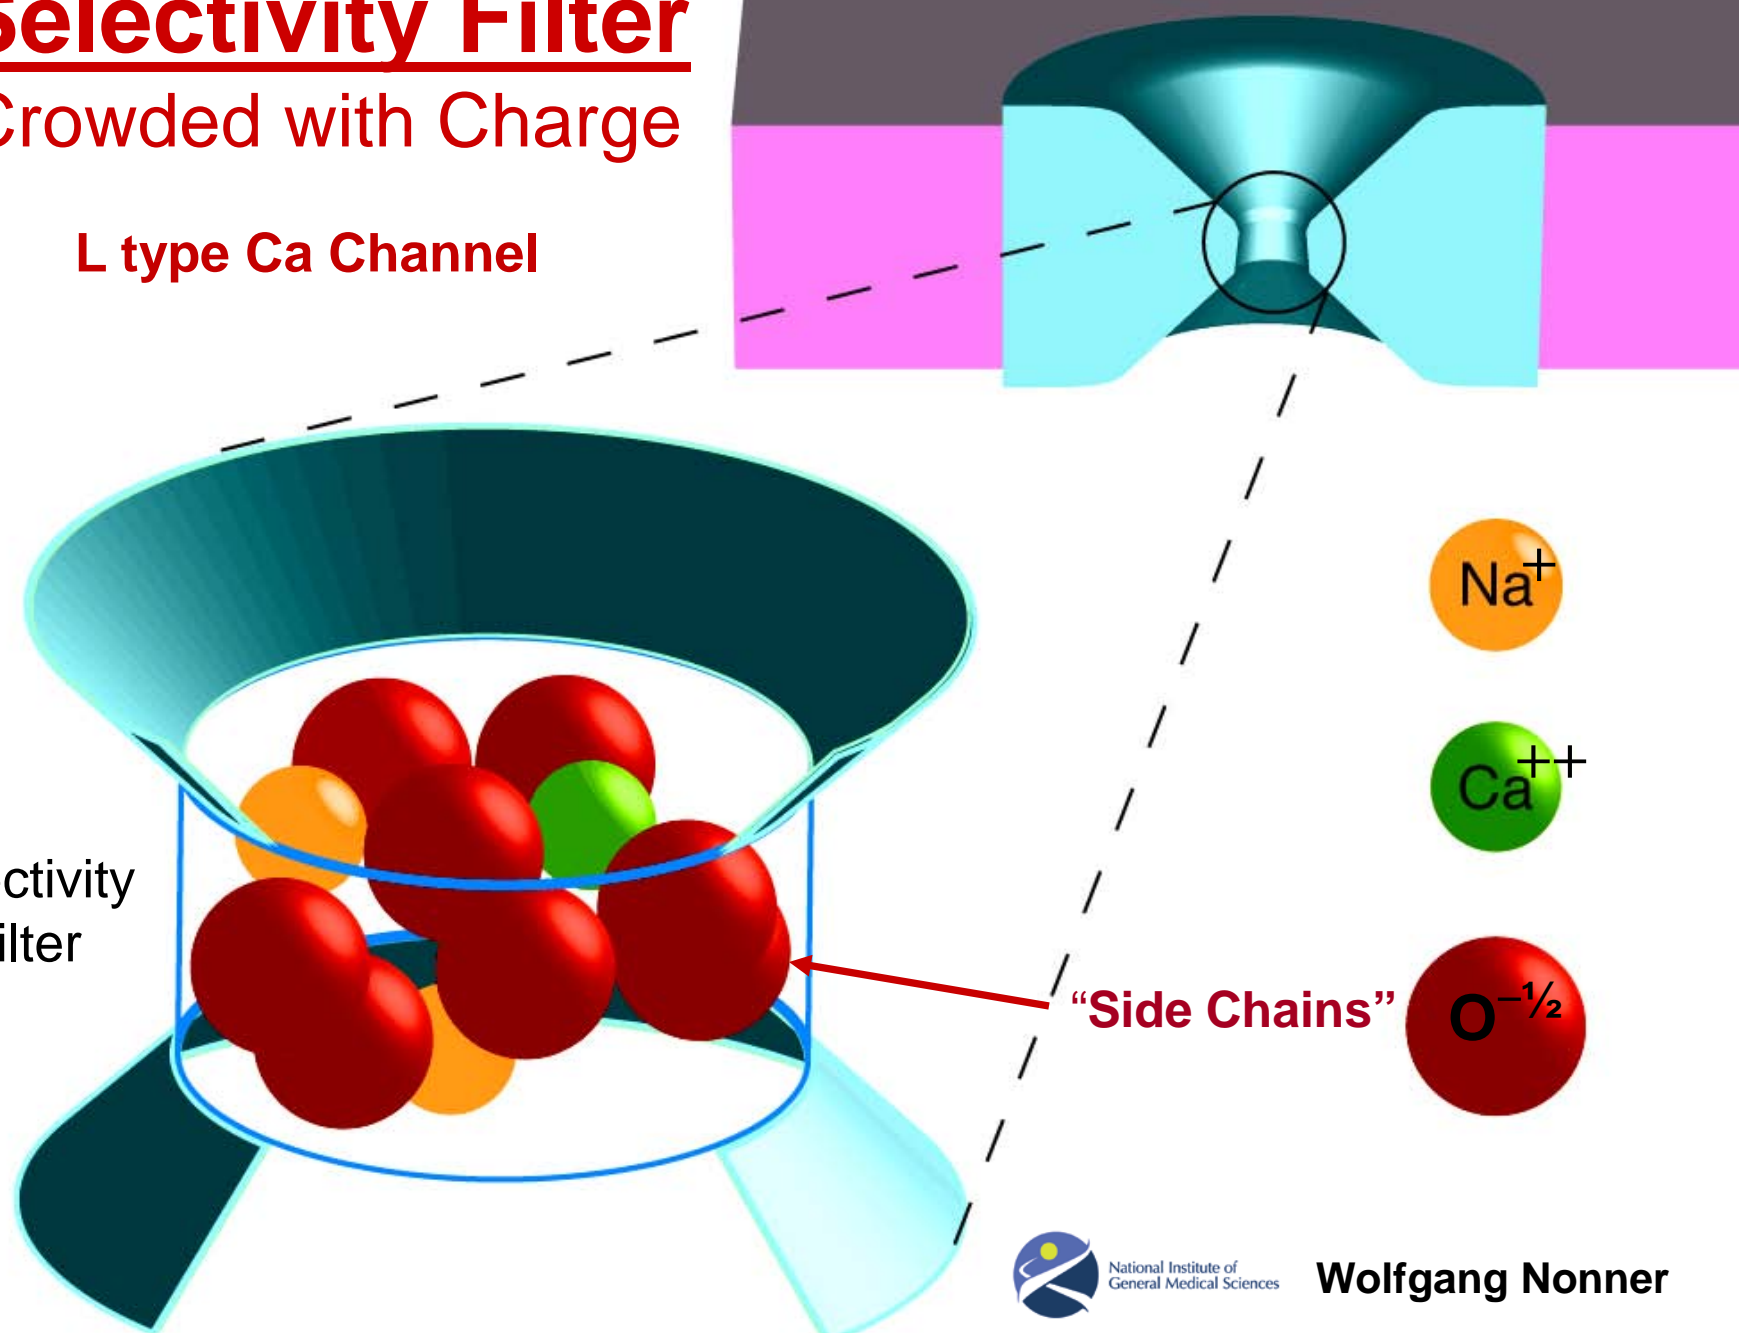 Selectivity Filter
Crowded with Charge
L type Ca Channel
Na+
Ca++
ctivity
ilter
“Side Chains”
O–½
National Institute of
General Medical Sciences
Wolfgang Nonner